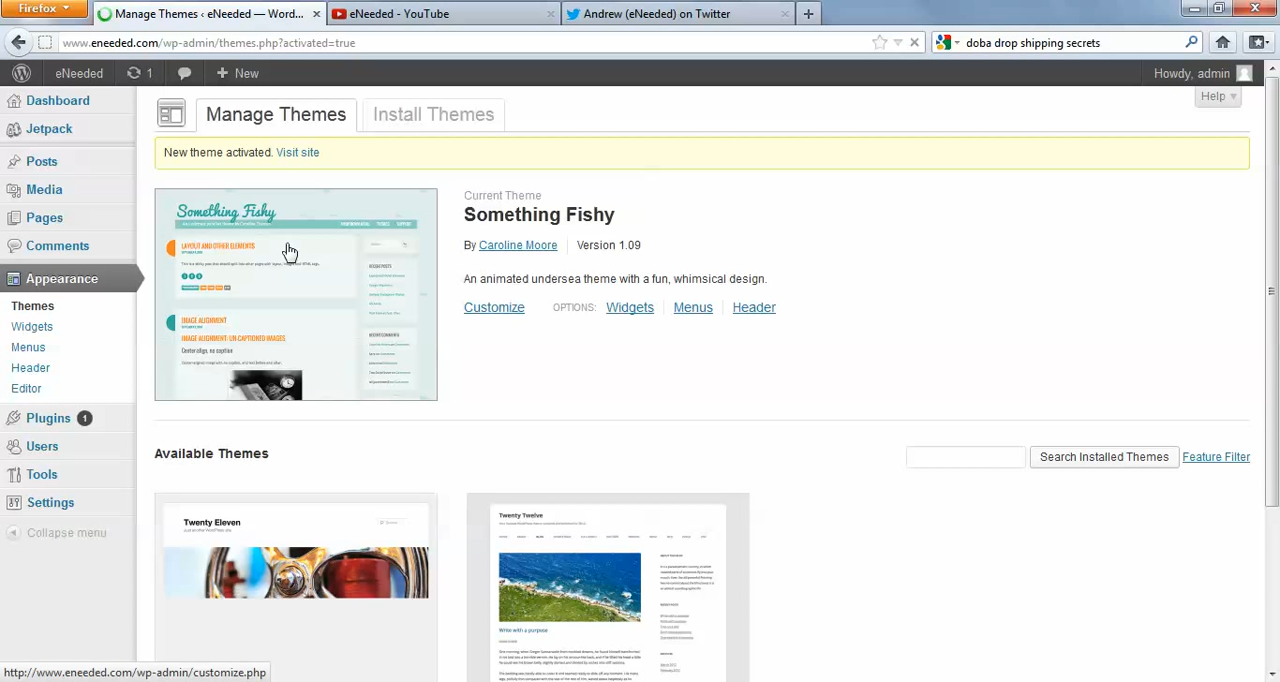 Firefox
Manage Themes ‹ eNeeded — Word...
eNeeded - YouTube
Andrew (eNeeded) on Twitter
www.eneeded.com/wp-admin/themes.php?activated=true
doba drop shipping secrets
eNeeded
1
New
Howdy, admin
Dashboard
Jetpack
Posts
Media
Pages
Comments
Appearance
Themes
Widgets
Menus
Header
Editor
Plugins 1
Users
Tools
Settings
Collapse menu
Manage Themes
Install Themes
Help
New theme activated. Visit site
Something Fishy
LAYOUT AND OTHER ELEMENTS
IMAGE ALIGNMENT
IMAGE ALIGNMENT: UN-CAPTIONED IMAGES
Center align, no caption
Current Theme
Something Fishy
By Caroline Moore
Version 1.09
An animated undersea theme with a fun, whimsical design.
Customize
OPTIONS:
Widgets
Menus
Header
Available Themes
Search Installed Themes
Feature Filter
Twenty Eleven
Twenty Twelve
Write with a purpose
http://www.eneeded.com/wp-admin/customize.php